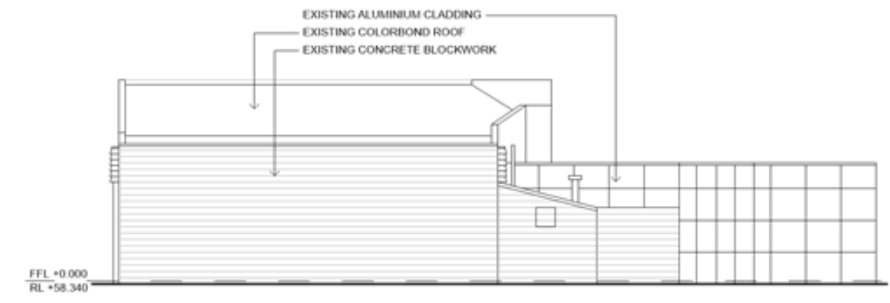 EXISTING ALUMINIUM CLADDING
EXISTING COLORBOND ROOF
EXISTING CONCRETE BLOCKWORK
FFL +0.000
RL +58.340